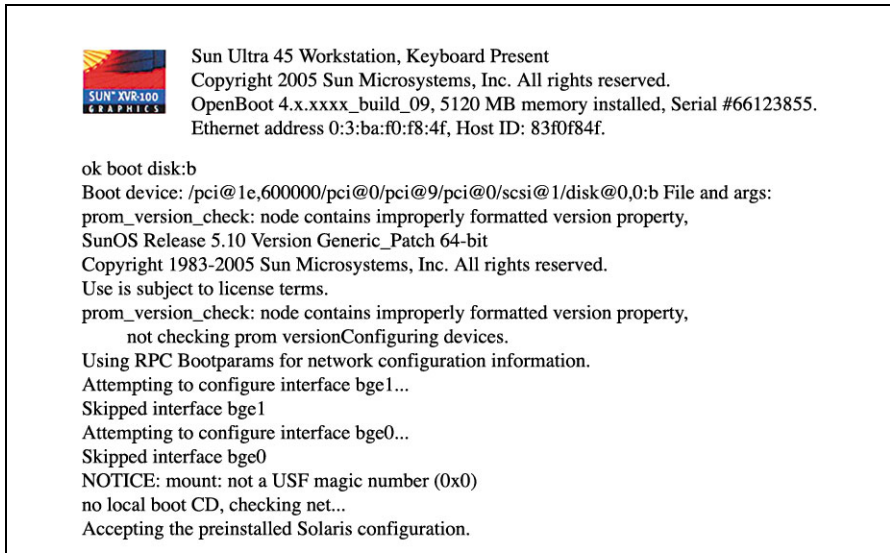 SUN™ XVR-100
GRAPHICS
Sun Ultra 45 Workstation, Keyboard Present
Copyright 2005 Sun Microsystems, Inc. All rights reserved.
OpenBoot 4.x.xxxx_build_09, 5120 MB memory installed, Serial #66123855.
Ethernet address 0:3:ba:f0:f8:4f, Host ID: 83f0f84f.
ok boot disk:b
Boot device: /pci@1e,600000/pci@0/pci@9/pci@0/scsi@1/disk@0,0:b File and args:
prom_version_check: node contains improperly formatted version property,
SunOS Release 5.10 Version Generic_Patch 64-bit
Copyright 1983-2005 Sun Microsystems, Inc. All rights reserved.
Use is subject to license terms.
prom_version_check: node contains improperly formatted version property,
not checking prom versionConfiguring devices.
Using RPC Bootparams for network configuration information.
Attempting to configure interface bge1...
Skipped interface bge1
Attempting to configure interface bge0...
Skipped interface bge0
NOTICE: mount: not a USF magic number (0x0)
no local boot CD, checking net...
Accepting the preinstalled Solaris configuration.